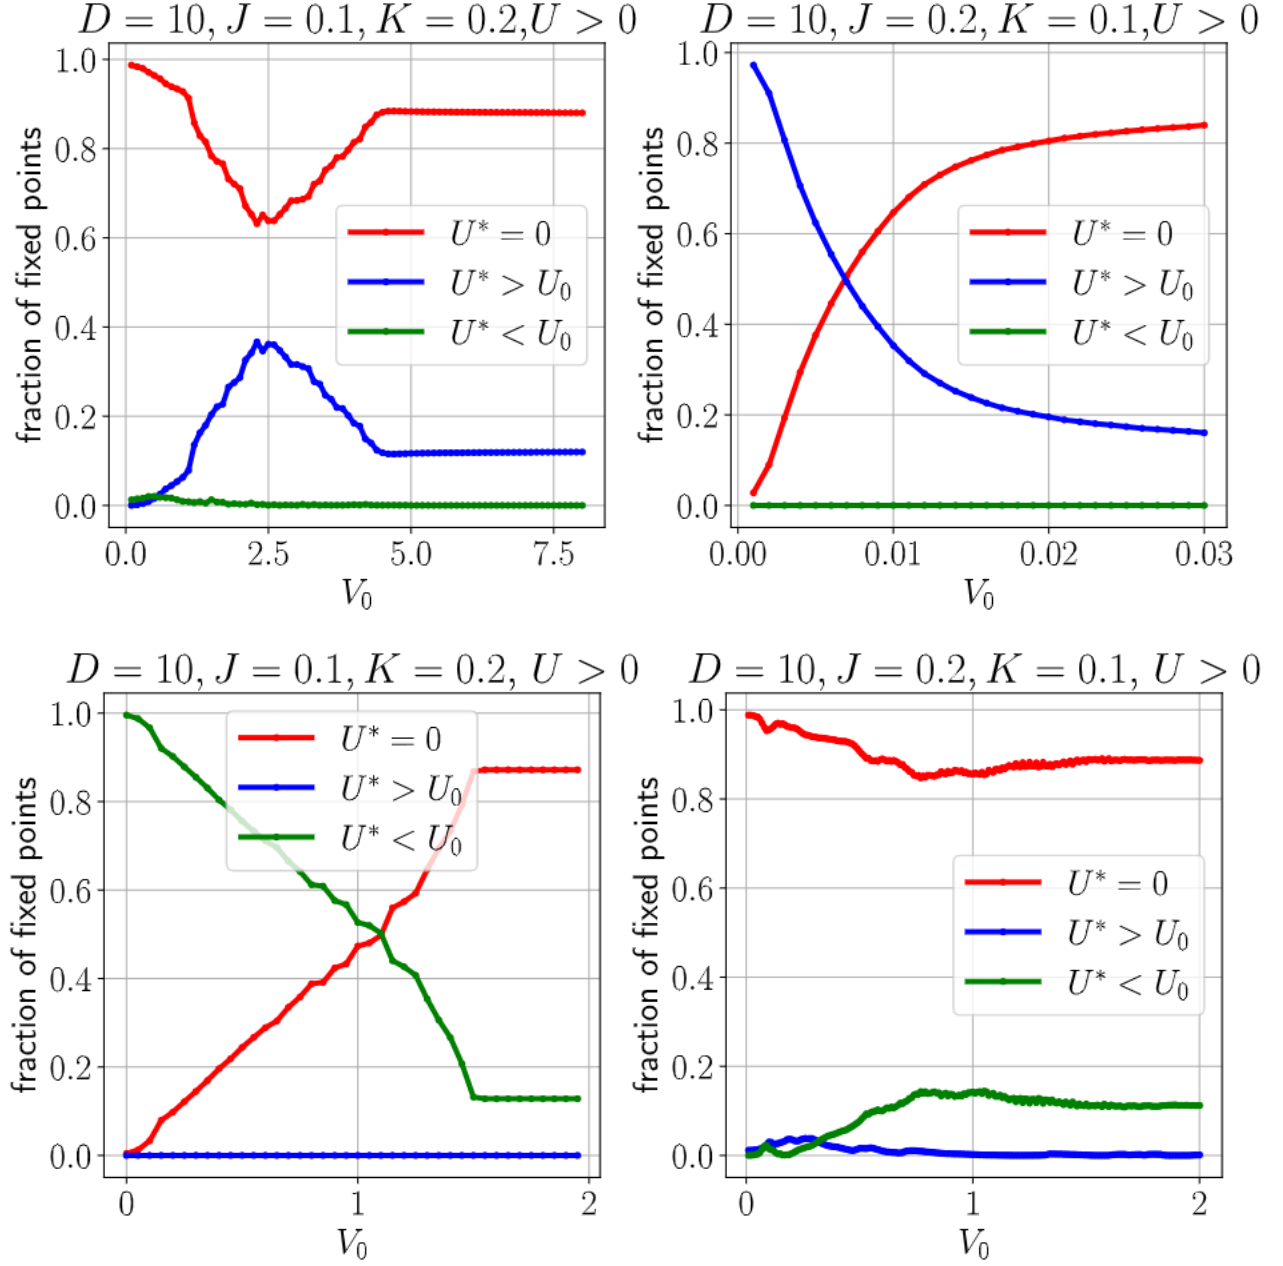 D = 10, J = 0.1, K = 0.2,U > 0
fraction of fixed points
1.0
0.8
0.6
0.4
0.2
0.0
U* = 0
U* > U₀
U* < U₀
0.0 2.5 5.0 7.5
V₀
D = 10, J = 0.2, K = 0.1,U > 0
fraction of fixed points
1.0
0.8
0.6
0.4
0.2
0.0
U* = 0
U* > U₀
U* < U₀
0.00 0.01 0.02 0.03
V₀
D = 10, J = 0.1, K = 0.2, U > 0
fraction of fixed points
1.0
0.8
0.6
0.4
0.2
0.0
U* = 0
U* > U₀
U* < U₀
0 1 2
V₀
D = 10, J = 0.2, K = 0.1, U > 0
fraction of fixed points
1.0
0.8
0.6
0.4
0.2
0.0
U* = 0
U* > U₀
U* < U₀
0 1 2
V₀